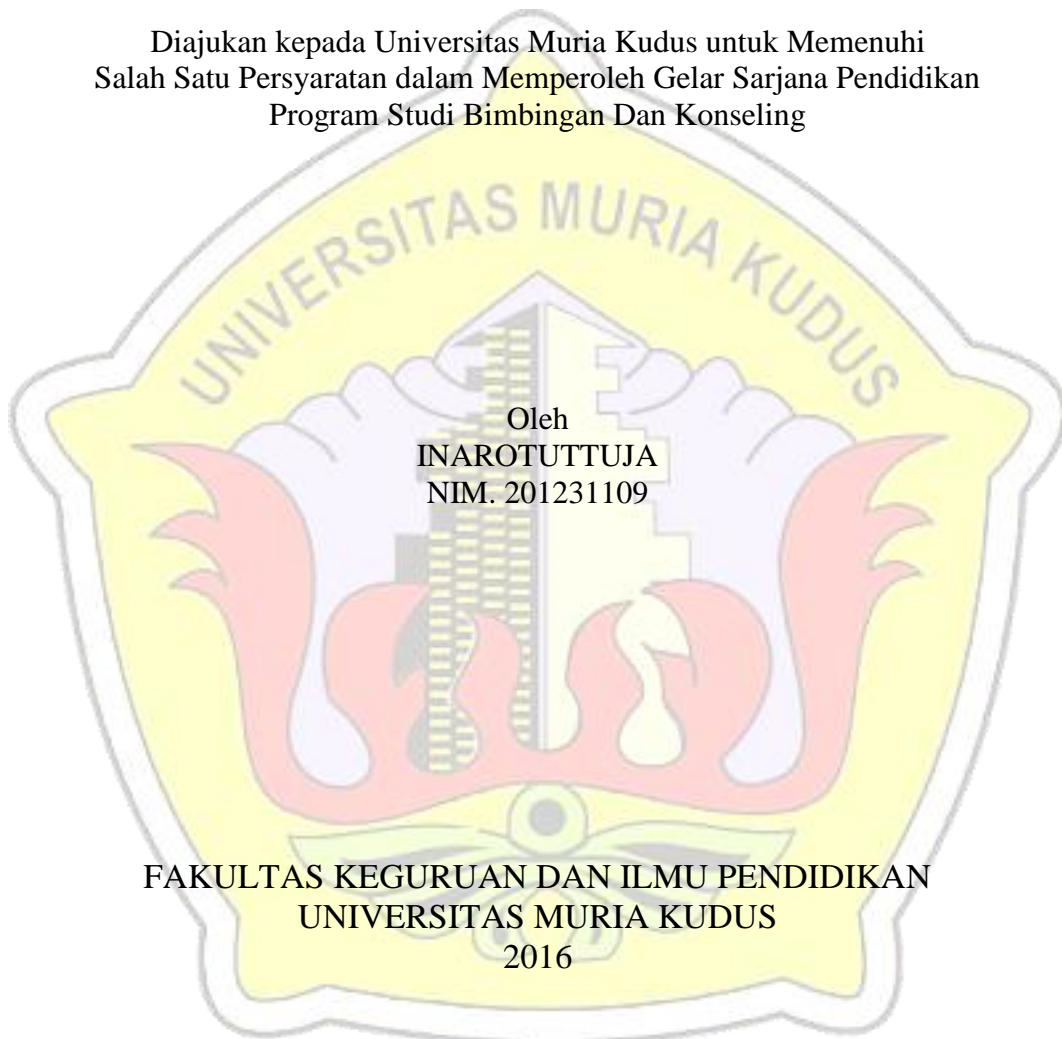 Diajukan kepada Universitas Muria Kudus untuk Memenuhi
Salah Satu Persyaratan dalam Memperoleh Gelar Sarjana Pendidikan
Program Studi Bimbingan Dan Konseling
UNIVERSITAS MURIA KUDUS
Oleh
INAROTUTTUJA
NIM. 201231109
FAKULTAS KEGURUAN DAN ILMU PENDIDIKAN
UNIVERSITAS MURIA KUDUS
2016